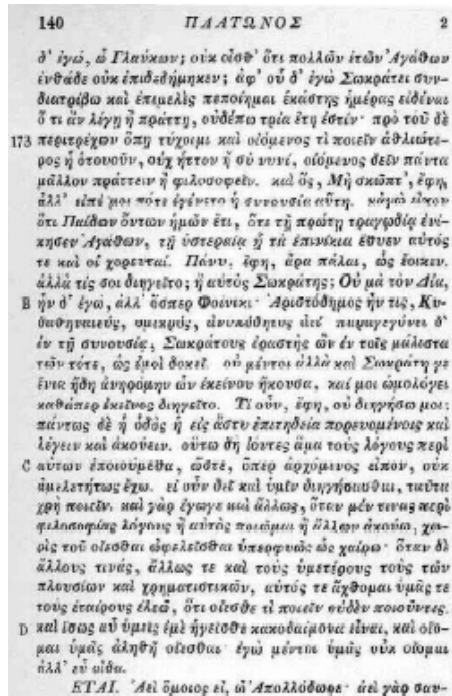 140 ΠΛΑΤΩΝΟΣ 2
δ' ἐγώ, ὦ Γλαύκων; οὐκ οἶσθ' ὅτι πολλῶν ἐτῶν Ἀγάθων
ἐνθάδε οὐκ ἐπιδεδήμηκεν; ἀφ' οὗ δ' ἐγὼ Σωκράτει συν-
διατρίβω καὶ ἐπιμελὲς πεποίημαι ἑκάστης ἡμέρας εἰδέναι
ὅ τι ἂν λέγῃ ἢ πράττῃ, οὐδέπω τρία ἔτη ἐστίν· πρὸ τοῦ δὲ
173 περιτρέχων ὅπῃ τύχοιμι καὶ οἰόμενος τὶ ποιεῖν ἀθλιώτε-
ρος ἦ ὁτουοῦν, οὐχ ἧττον ἢ σὺ νυνί, οἰόμενος δεῖν πάντα
μᾶλλον πράττειν ἢ φιλοσοφεῖν. καὶ ὅς, Μὴ σκῶπτ', ἔφη,
ἀλλ' εἰπέ μοι πότε ἐγένετο ἡ συνουσία αὕτη. κἀγὼ εἶπον
ὅτι Παίδων ὄντων ἡμῶν ἔτι, ὅτε τῇ πρώτῃ τραγῳδίᾳ ἐνί-
κησεν Ἀγάθων, τῇ ὑστεραίᾳ ᾗ τὰ ἐπινίκια ἔθυεν αὐτός
τε καὶ οἱ χορευταί. Πάνυ, ἔφη, ἄρα πάλαι, ὡς ἔοικεν.
ἀλλὰ τίς σοι διηγεῖτο; ἢ αὐτὸς Σωκράτης; Οὐ μὰ τὸν Δία,
B ἦν δ' ἐγώ, ἀλλ' ὅσπερ Φοίνικι· Ἀριστόδημος ἦν τις, Κυ-
δαθηναιεύς, σμικρός, ἀνυπόδητος ἀεί· παραγεγόνει δ'
ἐν τῇ συνουσίᾳ, Σωκράτους ἐραστὴς ὢν ἐν τοῖς μάλιστα
τῶν τότε, ὡς ἐμοὶ δοκεῖ. οὐ μέντοι ἀλλὰ καὶ Σωκράτη γε
ἔνια ἤδη ἀνηρόμην ὧν ἐκείνου ἤκουσα, καί μοι ὡμολόγει
καθάπερ ἐκεῖνος διηγεῖτο. Τί οὖν, ἔφη, οὐ διηγήσω μοι;
πάντως δὲ ἡ ὁδὸς ἡ εἰς ἄστυ ἐπιτηδεία πορευομένοις καὶ
λέγειν καὶ ἀκούειν. οὕτω δὴ ἰόντες ἅμα τοὺς λόγους περὶ
C αὐτῶν ἐποιούμεθα, ὥστε, ὅπερ ἀρχόμενος εἶπον, οὐκ
ἀμελετήτως ἔχω. εἰ οὖν δεῖ καὶ ὑμῖν διηγήσασθαι, ταῦτα
χρὴ ποιεῖν. καὶ γὰρ ἔγωγε καὶ ἄλλως, ὅταν μέν τινας περὶ
φιλοσοφίας λόγους ἢ αὐτὸς ποιῶμαι ἢ ἄλλων ἀκούω, χω-
ρὶς τοῦ οἴεσθαι ὠφελεῖσθαι ὑπερφυῶς ὡς χαίρω· ὅταν δὲ
ἄλλους τινάς, ἄλλως τε καὶ τοὺς ὑμετέρους τοὺς τῶν
πλουσίων καὶ χρηματιστικῶν, αὐτός τε ἄχθομαι ὑμᾶς τε
τοὺς ἑταίρους ἐλεῶ, ὅτι οἴεσθε τὶ ποιεῖν οὐδὲν ποιοῦντες.
D καὶ ἴσως αὖ ὑμεῖς ἐμὲ ἡγεῖσθε κακοδαίμονα εἶναι, καὶ οἴο-
μαι ὑμᾶς ἀληθῆ οἴεσθαι· ἐγὼ μέντοι ὑμᾶς οὐκ οἴομαι
ἀλλ' εὖ οἶδα.
ΕΤΑΙ. Ἀεὶ ὅμοιος εἶ, ὦ Ἀπολλόδωρε· ἀεὶ γὰρ σαυ-